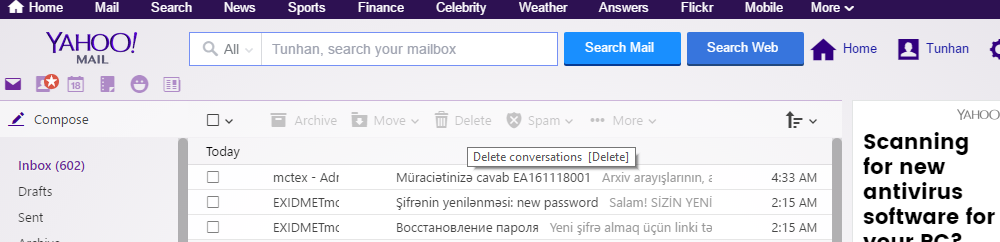 Home Mail Search News Sports Finance Celebrity Weather Answers Flickr Mobile More
YAHOO! MAIL
All Tunhan, search your mailbox Search Mail Search Web Home Tunhan
18
Compose Archive Move Delete Spam More
YAHOO
Scanning
for new
antivirus
software for
your PC?
Today
Delete conversations [Delete]
Inbox (602)
Drafts
Sent
Archive
mctex - Adr Müraciətinizə cavab EA161118001 Arxiv arayışlarının, a 4:33 AM
EXIDMETmc Şifrənin yenilənməsi: new password Salam! SİZİN YENİ 2:15 AM
EXIDMETmc Восстановление пароля Yeni şifrə almaq üçün linki tə 2:15 AM